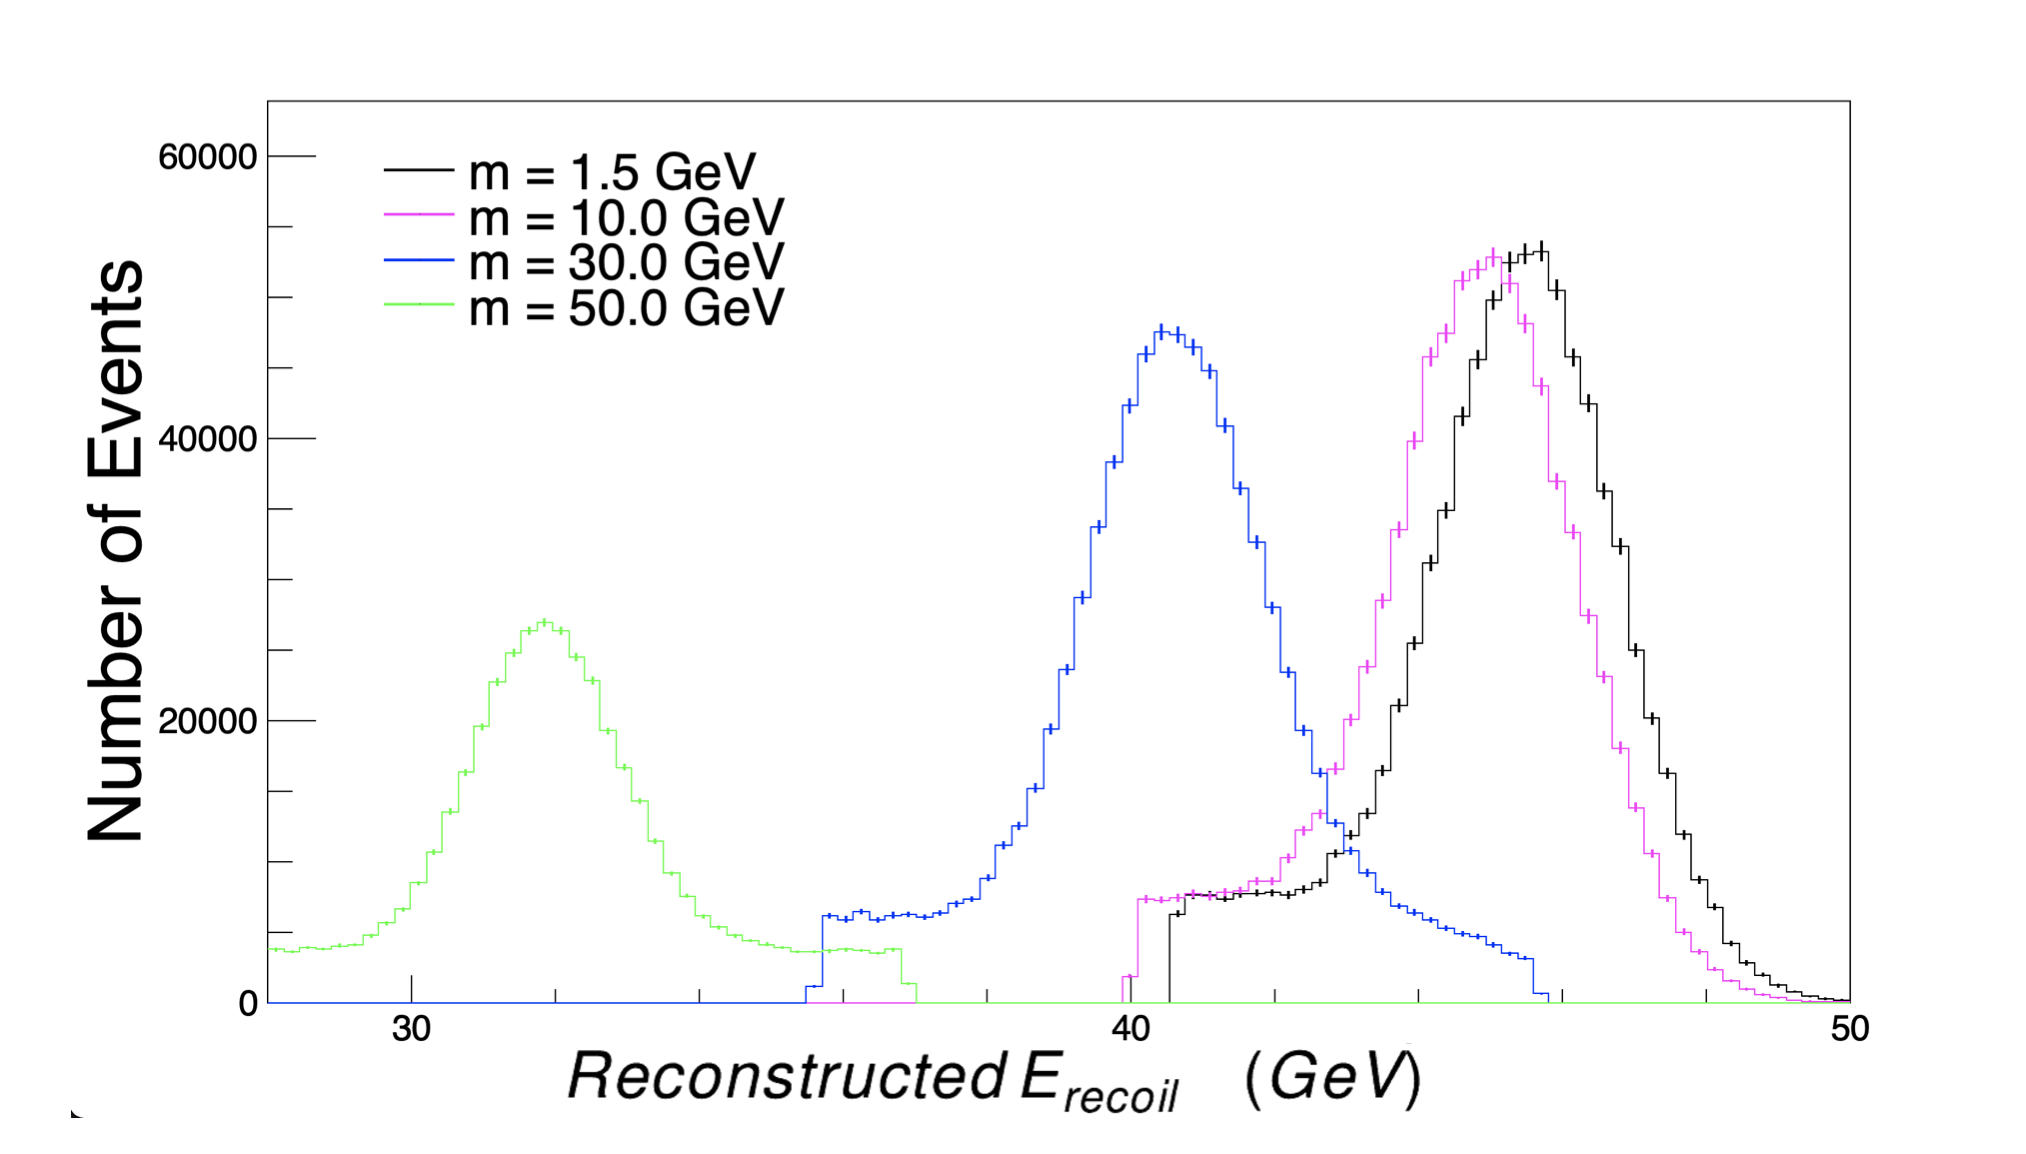 60000
m = 1.5 GeV
m = 10.0 GeV
m = 30.0 GeV
m = 50.0 GeV
Number of Events
40000
20000
0
30 40 50
Reconstructed E_recoil (GeV)